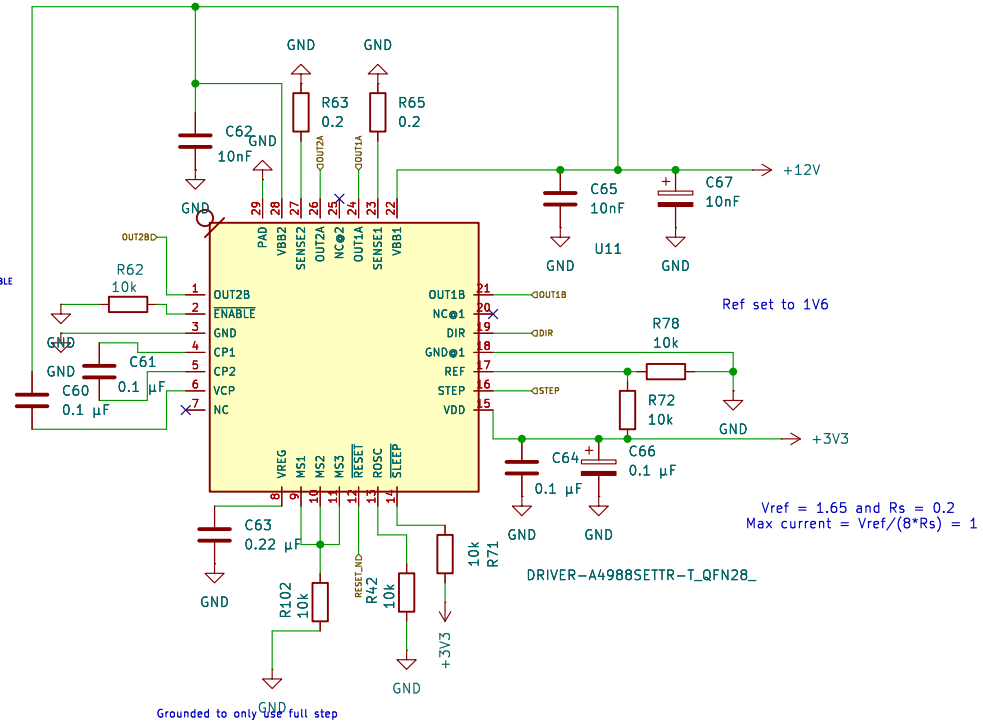 GND
GND
R63
0.2
R65
0.2
C62
10nF
GND
OUT2A
OUT1A
+12V
C65
10nF
C67
10nF
GND
29
28
27
26
25
24
23
22
PAD
VBB2
SENSE2
OUT2A
NC@2
OUT1A
SENSE1
VBB1
U11
GND
GND
OUT2B
BLE
R62
10k
1
OUT2B
2
ENABLE
3
GND
4
CP1
5
CP2
6
VCP
7
NC
GND
GND
C61
0.1 µF
C60
0.1 µF
OUT1B
21
OUT1B
NC@1
20
DIR
19
DIR
GND@1
18
REF
17
STEP
16
STEP
VDD
15
Ref set to 1V6
R78
10k
R72
10k
GND
+3V3
VREG
MS1
MS2
MS3
RESET
ROSC
SLEEP
8
9
10
11
12
13
14
C64
0.1 µF
C66
0.1 µF
GND
GND
Vref = 1.65 and Rs = 0.2
Max current = Vref/(8*Rs) = 1
C63
0.22 µF
GND
R102
10k
RESET_N
R42
10k
10k
R71
+3V3
DRIVER-A4988SETTR-T_QFN28_
GND
GND
Grounded to only use full step